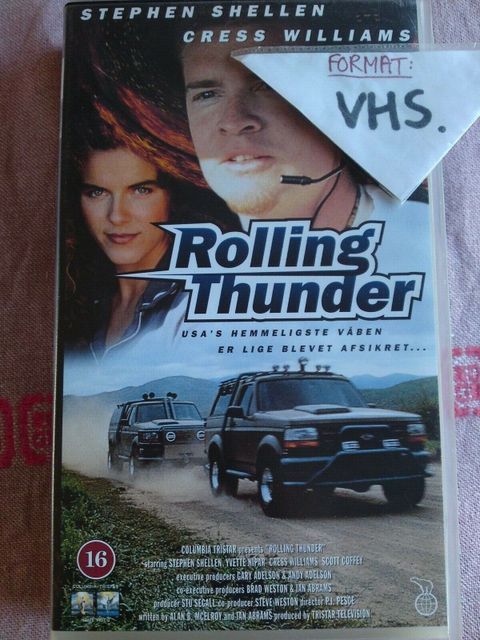 STEPHEN SHELLEN
CRESS WILLIAMS
FORMAT:
VHS.
Rolling
Thunder
USA'S HEMMELIGSTE VÅBEN
ER LIGE BLEVET AFSIKRET...
16
COLUMBIA TRISTAR presents "ROLLING THUNDER"
starring STEPHEN SHELLEN, YVETTE NIPAR, CRESS WILLIAMS, SCOTT COFFEY
executive producers GARY ADELSON & ANDY ADELSON
co-executive producers BRAD WESTON & IAN ABRAMS
producer STU SEGALL co-producer STEVE WESTON director P.J. PESCE
written by ALAN B. MCELROY and IAN ABRAMS produced by TRISTAR TELEVISION